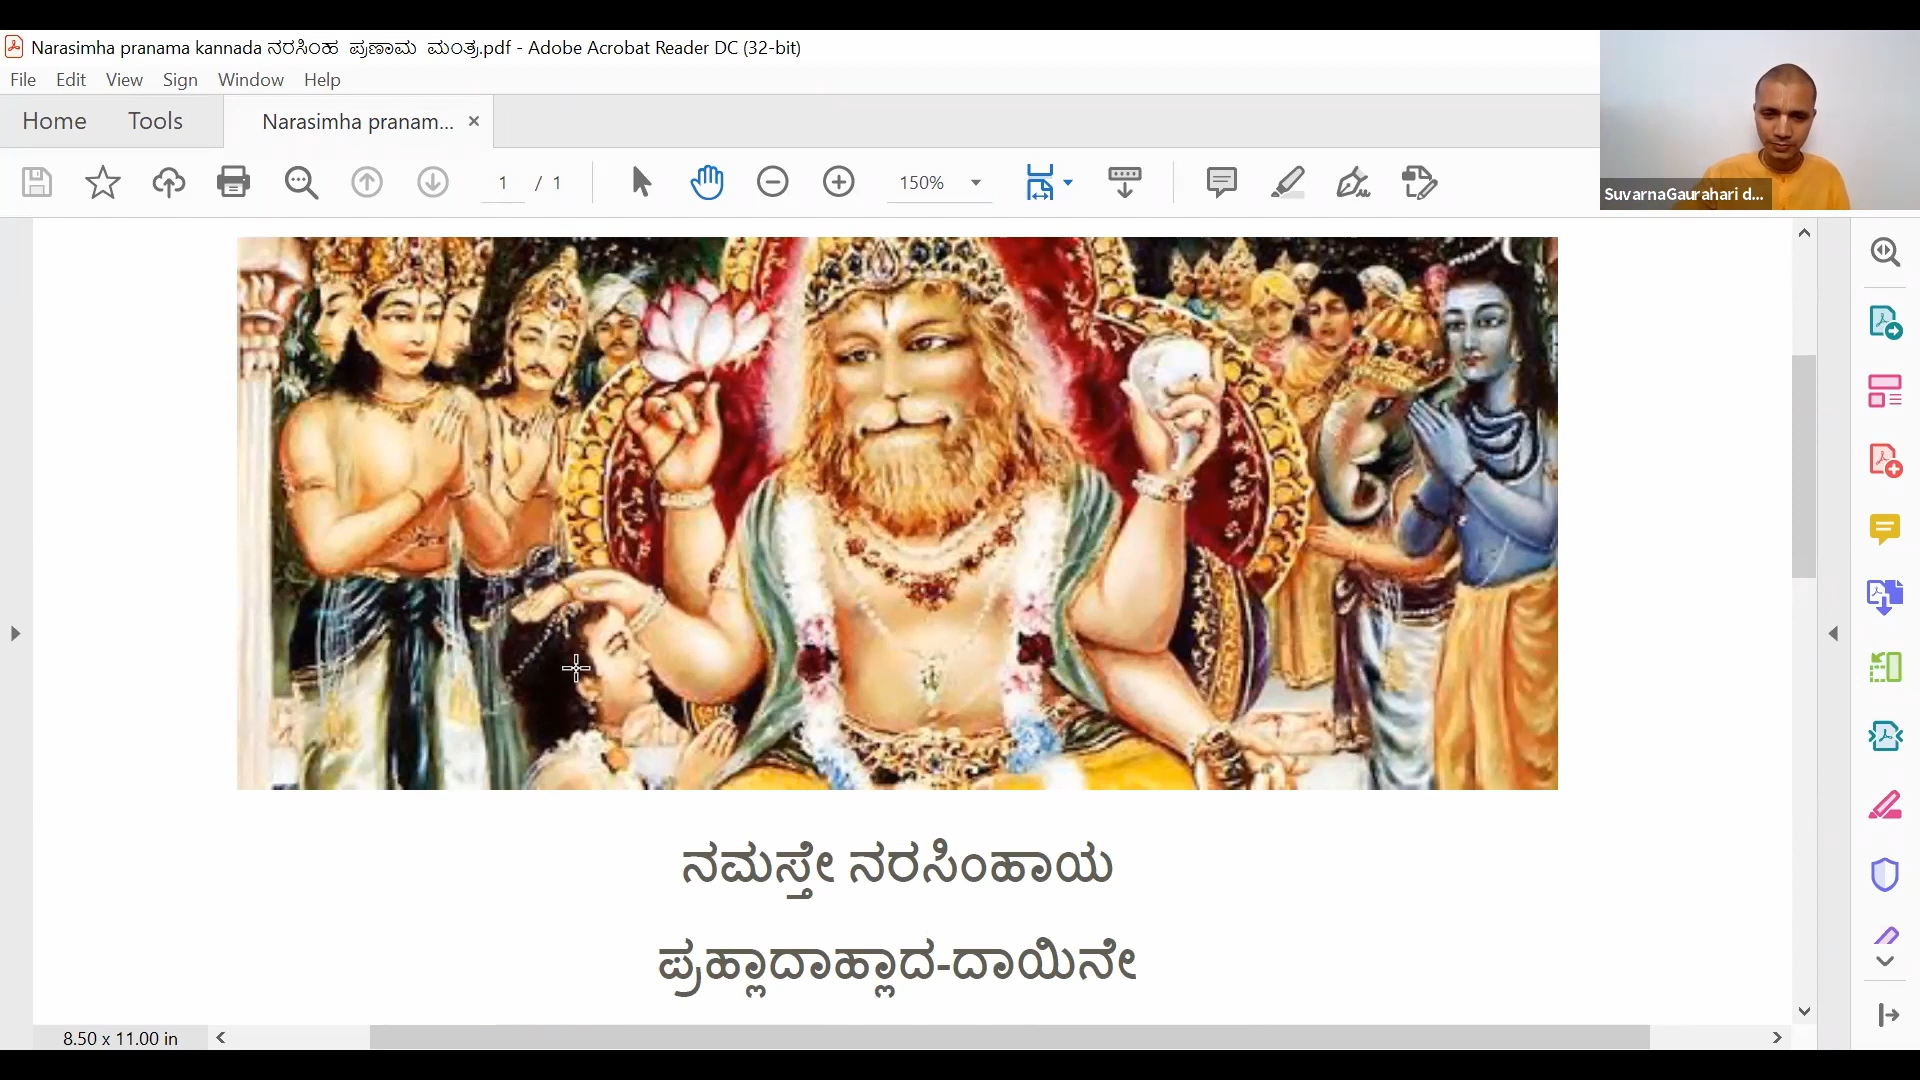 Narasimha pranama kannada ನರಸಿಂಹ ಪ್ರಣಾಮ ಮಂತ್ರ.pdf - Adobe Acrobat Reader DC (32-bit)
File Edit View Sign Window Help
Home Tools Narasimha pranam... ×
1 / 1 150%
SuvarnaGaurahari d...
ನಮಸ್ತೇ ನರಸಿಂಹಾಯ
ಪ್ರಹ್ಲಾದಾಹ್ಲಾದ-ದಾಯಿನೇ
8.50 x 11.00 in